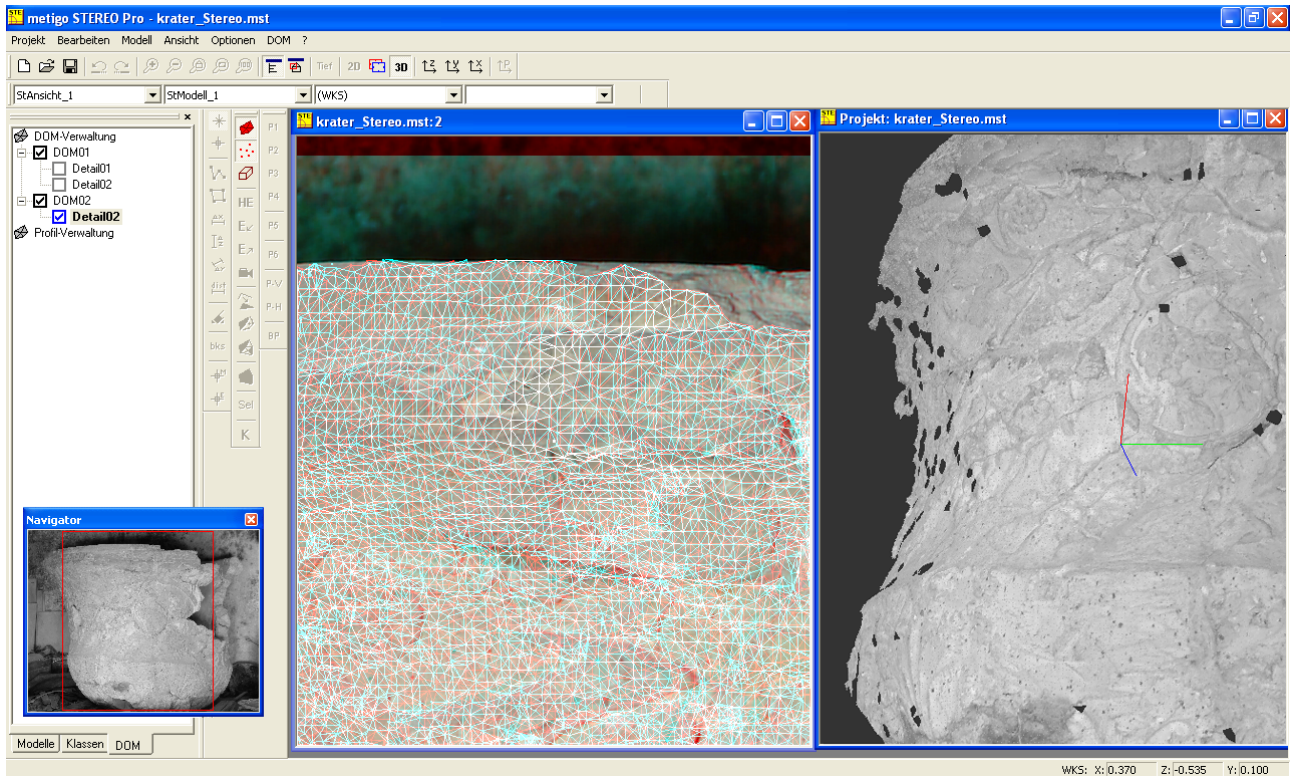 metigo STEREO Pro - krater_Stereo.mst
Projekt Bearbeiten Modell Ansicht Optionen DOM ?
Tief 2D 3D
StAnsicht_1 StModell_1 (WKS)
DOM-Verwaltung
DOM01
Detail01
Detail02
DOM02
Detail02
Profil-Verwaltung
dist
bks
HE
Sel
K
P1
P2
P3
P4
P5
P6
P-V
P-H
BP
krater_Stereo.mst:2
Projekt: krater_Stereo.mst
Navigator
Modelle Klassen DOM
WKS: X: 0.370 Z: -0.535 Y: 0.100